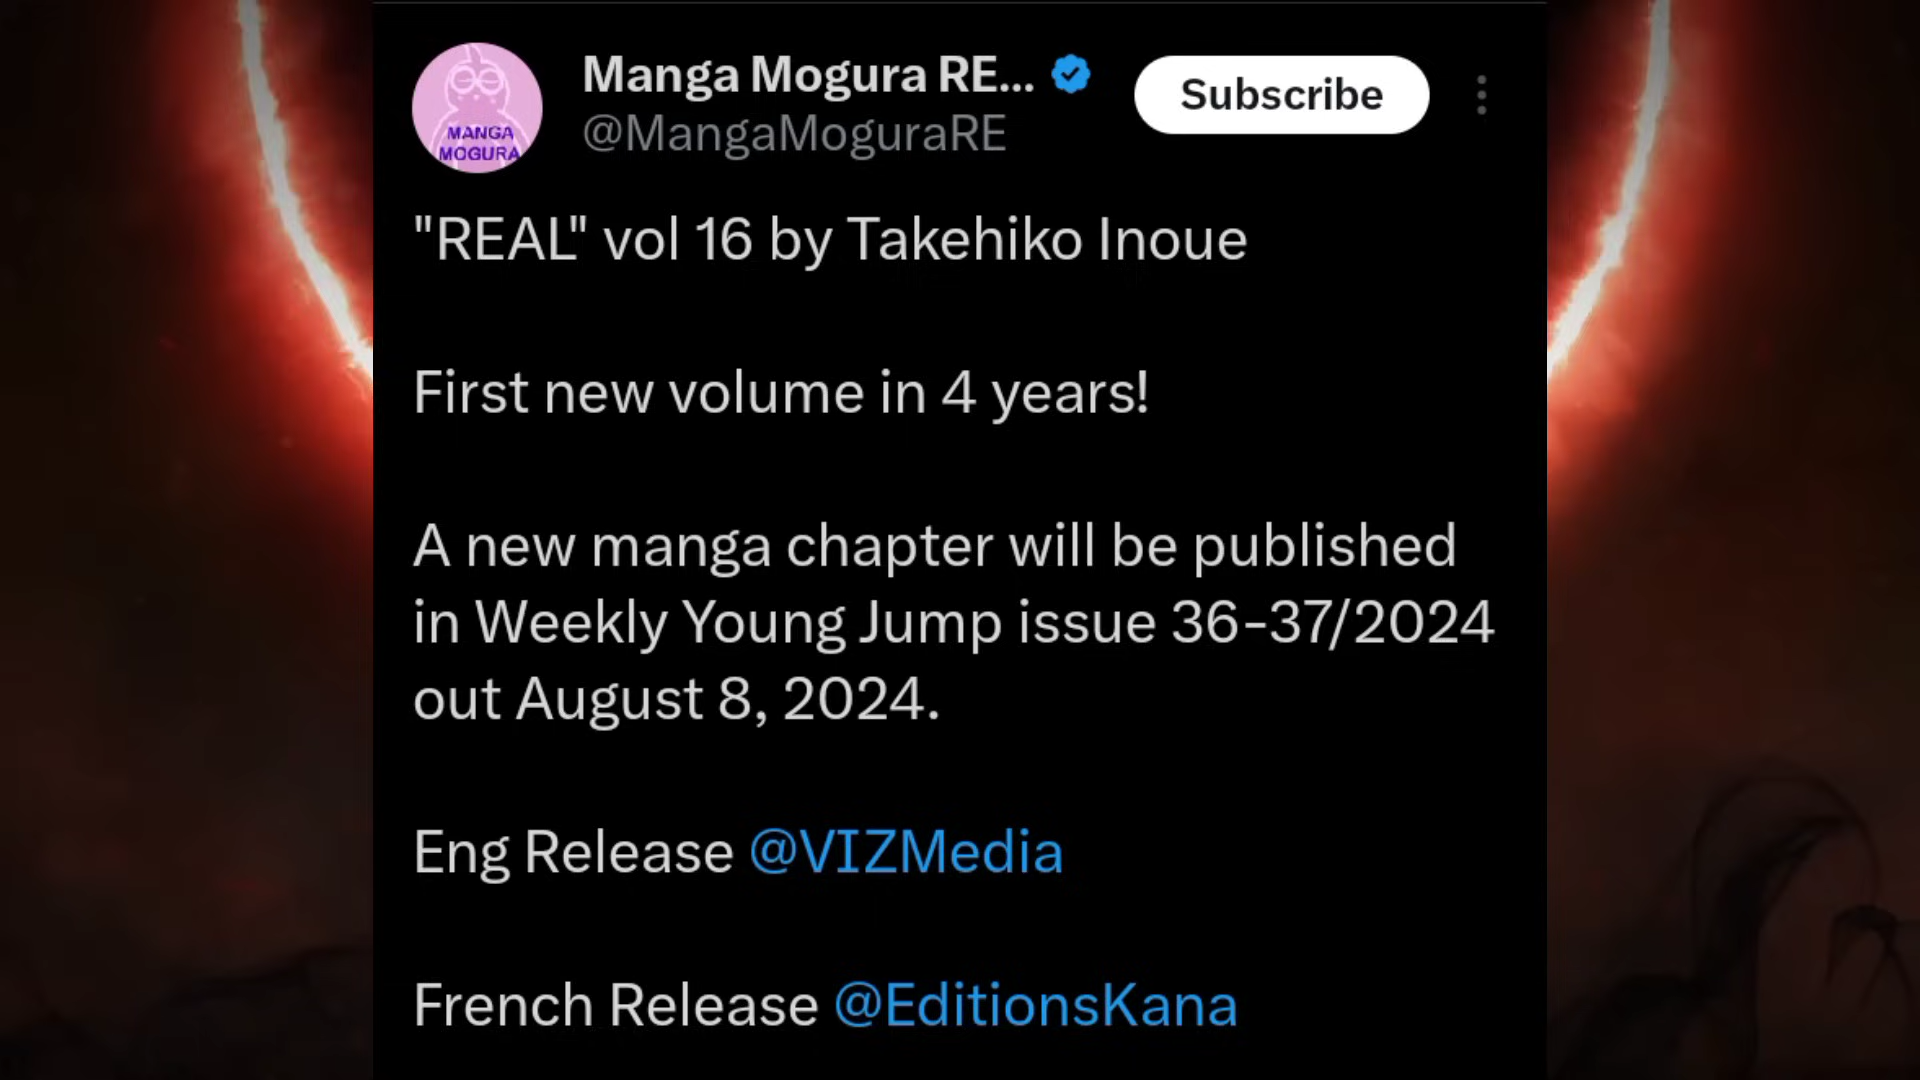 Manga Mogura RE...
Subscribe
@MangaMoguraRE
MANGA
MOGURA
"REAL" vol 16 by Takehiko Inoue
First new volume in 4 years!
A new manga chapter will be published
in Weekly Young Jump issue 36-37/2024
out August 8, 2024.
Eng Release @VIZMedia
French Release @EditionsKana